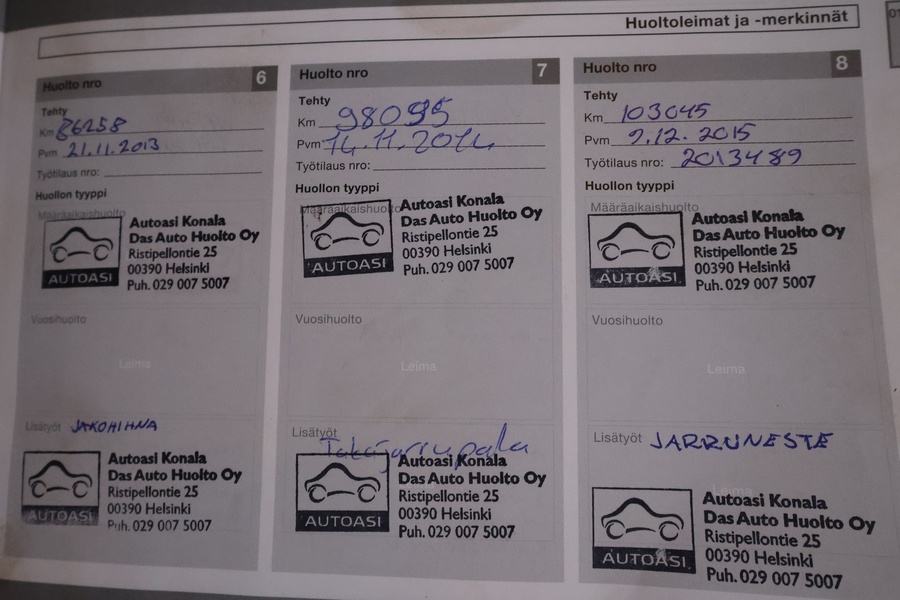 Huoltoleimat ja -merkinnät
Huolto nro 6
Tehty
Km 86258
Pvm 21.11.2013
Työtilaus nro:
Huollon tyyppi
Määräaikaishuolto
Autoasi Konala
Das Auto Huolto Oy
Ristipellontie 25
00390 Helsinki
Puh. 029 007 5007
AUTOASI
Vuosihuolto
Leima
Lisätyöt JAKOHIHNA
Autoasi Konala
Das Auto Huolto Oy
Ristipellontie 25
00390 Helsinki
Puh. 029 007 5007
AUTOASI
Huolto nro 7
Tehty
Km 98095
Pvm 14.11.2014
Työtilaus nro:
Huollon tyyppi
Määräaikaishuolto
Autoasi Konala
Das Auto Huolto Oy
Ristipellontie 25
00390 Helsinki
Puh. 029 007 5007
AUTOASI
Vuosihuolto
Leima
Lisätyöt
Takajarrupala
Autoasi Konala
Das Auto Huolto Oy
Ristipellontie 25
00390 Helsinki
Puh. 029 007 5007
AUTOASI
Huolto nro 8
Tehty
Km 103045
Pvm 9.12.2015
Työtilaus nro: 2013489
Huollon tyyppi
Määräaikaishuolto
Autoasi Konala
Das Auto Huolto Oy
Ristipellontie 25
00390 Helsinki
Puh. 029 007 5007
AUTOASI
Vuosihuolto
Leima
Lisätyöt JARRUNESTE
Leima
Autoasi Konala
Das Auto Huolto Oy
Ristipellontie 25
00390 Helsinki
Puh. 029 007 5007
AUTOASI